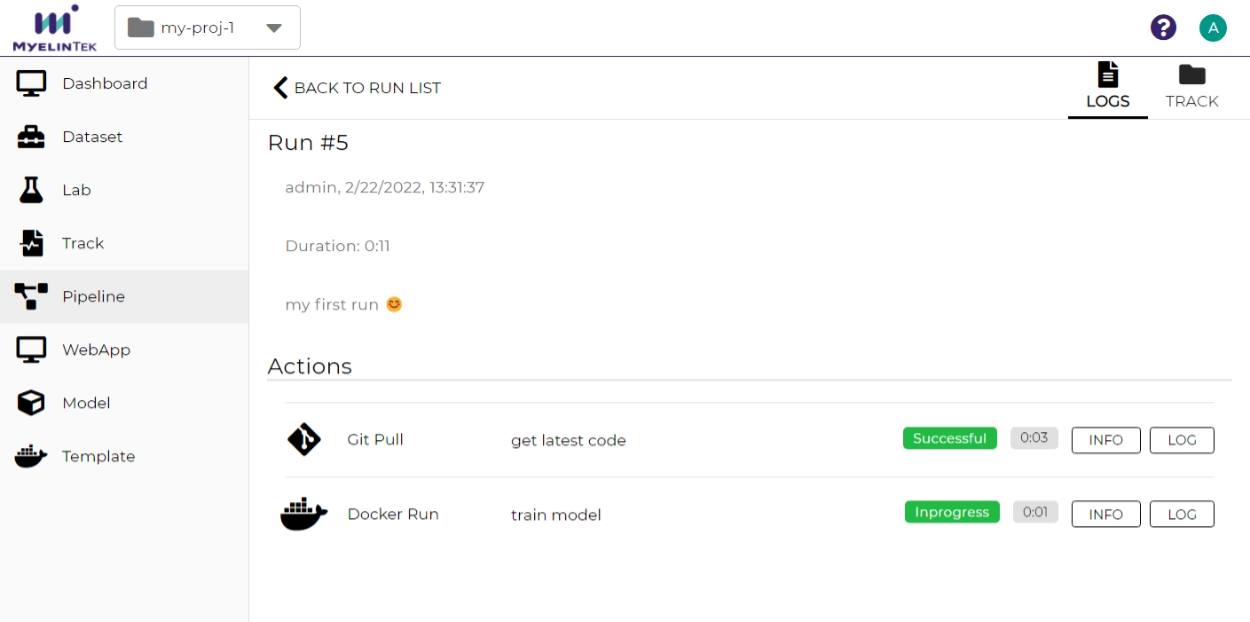 MYELINTEK
my-proj-1
?
A
Dashboard
Dataset
Lab
Track
Pipeline
WebApp
Model
Template
BACK TO RUN LIST
LOGS
TRACK
Run #5
admin, 2/22/2022, 13:31:37
Duration: 0:11
my first run 😊
Actions
Git Pull get latest code Successful 0:03 INFO LOG
Docker Run train model Inprogress 0:01 INFO LOG